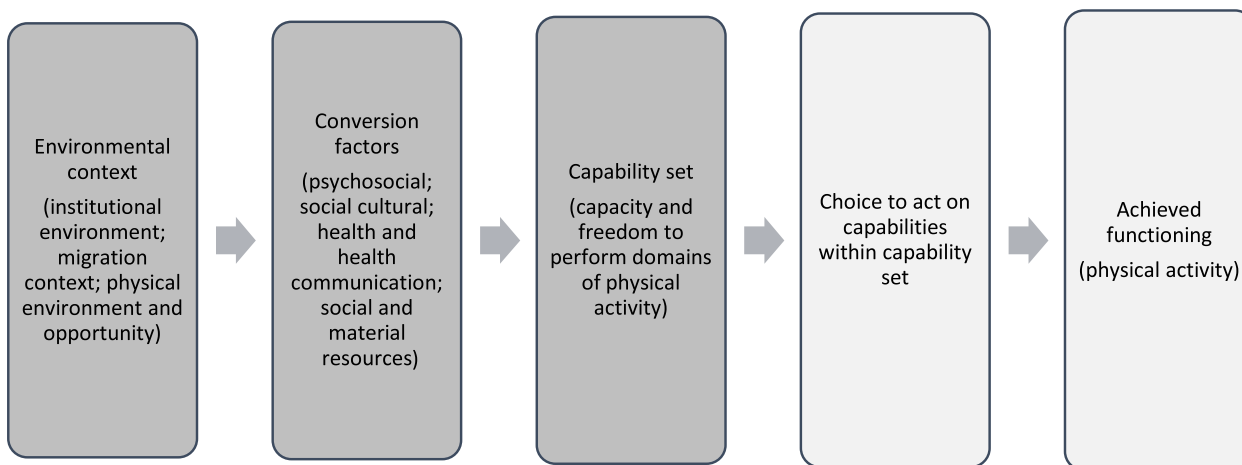 Environmental
context
(institutional
environment;
migration
context; physical
environment and
opportunity)
Conversion
factors
(psychosocial;
social cultural;
health and
health
communication;
social and
material
resources)
Capability set
(capacity and
freedom to
perform domains
of physical
activity)
Choice to act on
capabilities
within capability
set
Achieved
functioning
(physical activity)